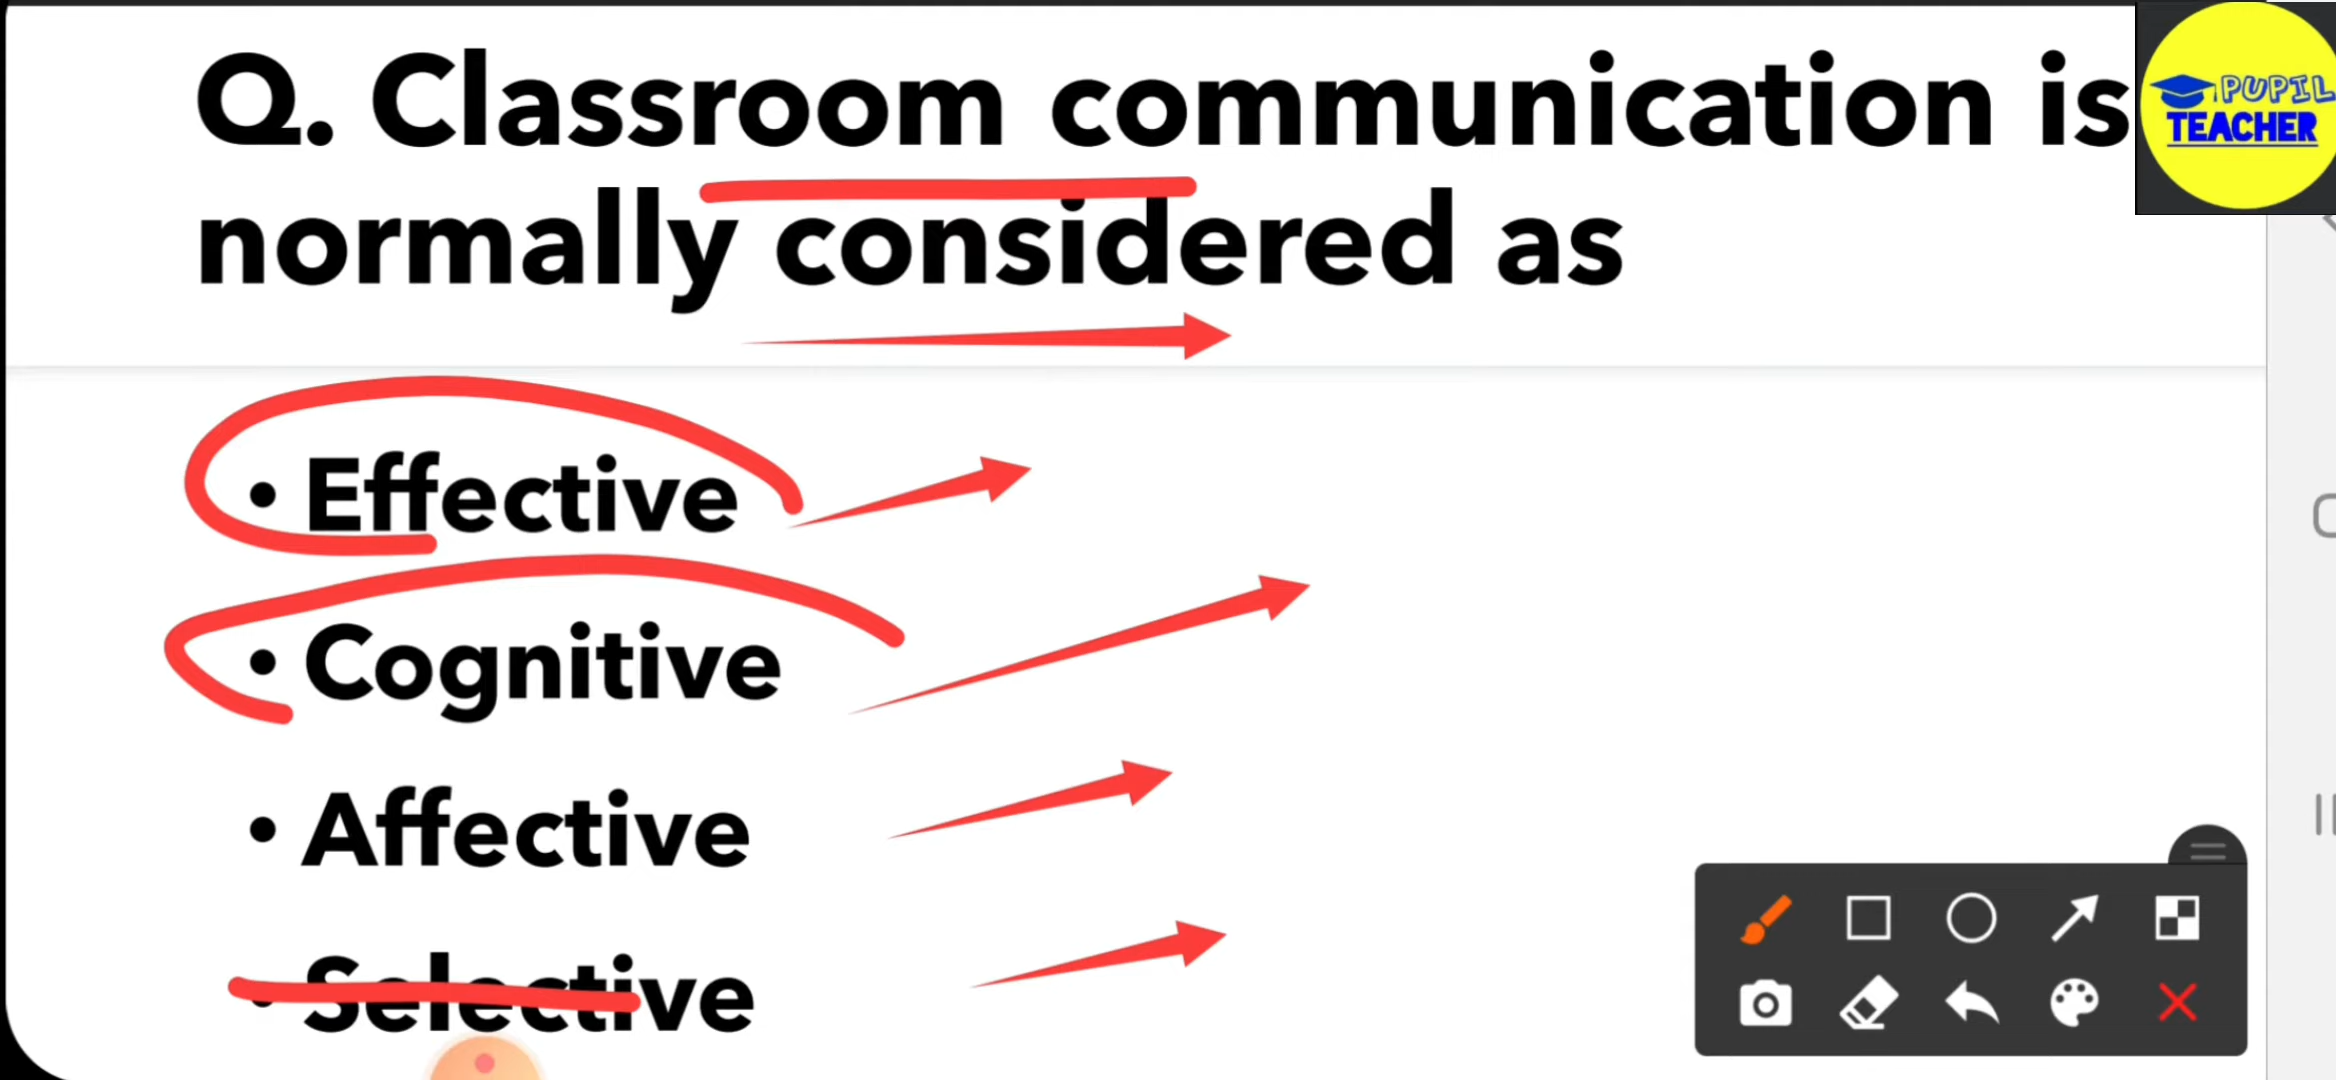 Q. Classroom communication is
normally considered as
PUPIL
TEACHER
• Effective
• Cognitive
• Affective
• Selective